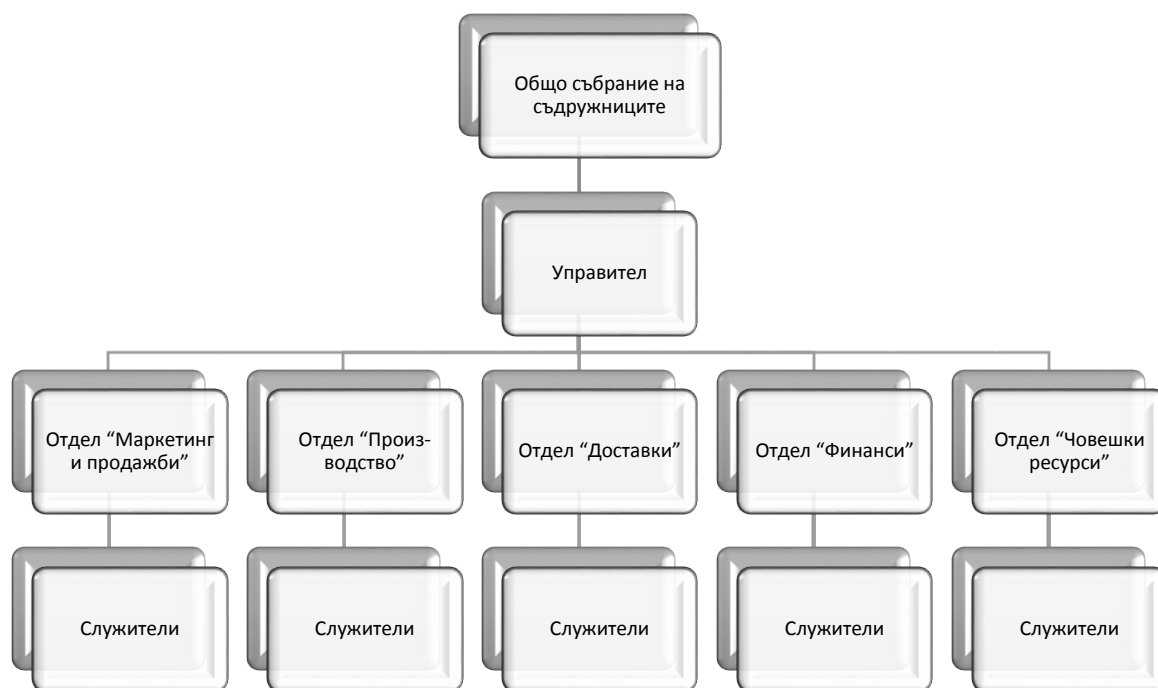 Общо събрание на
съдружниците
Управител
Отдел “Маркетинг
и продажби”
Отдел “Произ-
водство”
Отдел “Доставки”
Отдел “Финанси”
Отдел “Човешки
ресурси”
Служители
Служители
Служители
Служители
Служители